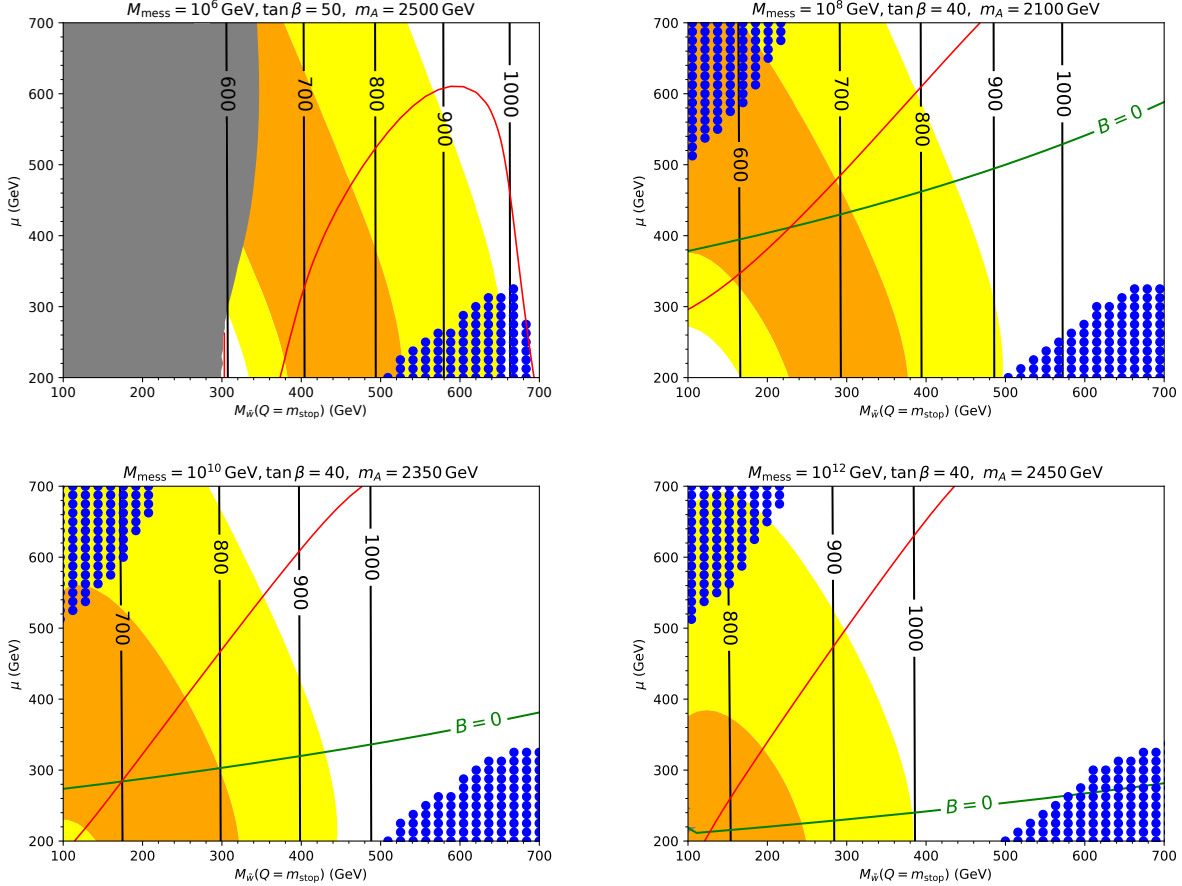 M_mess = 10^6 GeV, tan β = 50, m_A = 2500 GeV
700
600
500
400
300
200
μ (GeV)
600
700
800
900
1000
100 200 300 400 500 600 700
M_w̃(Q = m_stop) (GeV)
M_mess = 10^8 GeV, tan β = 40, m_A = 2100 GeV
700
600
500
400
300
200
μ (GeV)
600
700
800
900
1000
B = 0
100 200 300 400 500 600 700
M_w̃(Q = m_stop) (GeV)
M_mess = 10^10 GeV, tan β = 40, m_A = 2350 GeV
700
600
500
400
300
200
μ (GeV)
700
800
900
1000
B = 0
100 200 300 400 500 600 700
M_w̃(Q = m_stop) (GeV)
M_mess = 10^12 GeV, tan β = 40, m_A = 2450 GeV
700
600
500
400
300
200
μ (GeV)
800
900
1000
B = 0
100 200 300 400 500 600 700
M_w̃(Q = m_stop) (GeV)